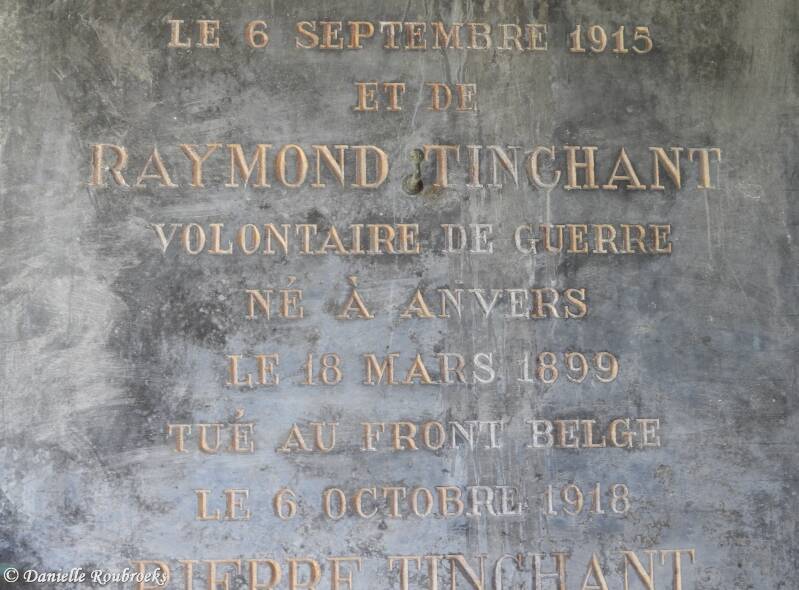 LE 6 SEPTEMBRE 1915
ET DE
RAYMOND TINCHANT
VOLONTAIRE DE GUERRE
NÉ À ANVERS
LE 18 MARS 1899
TUÉ AU FRONT BELGE
LE 6 OCTOBRE 1918
PIERRE TINCHANT
© Danielle Roubroeks